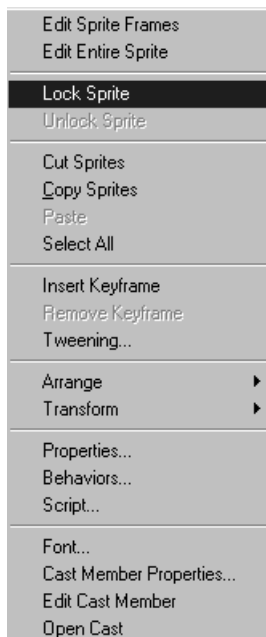 Edit Sprite Frames
Edit Entire Sprite
Lock Sprite
Unlock Sprite
Cut Sprites
Copy Sprites
Paste
Select All
Insert Keyframe
Remove Keyframe
Tweening...
Arrange
Transform
Properties...
Behaviors...
Script...
Font...
Cast Member Properties...
Edit Cast Member
Open Cast